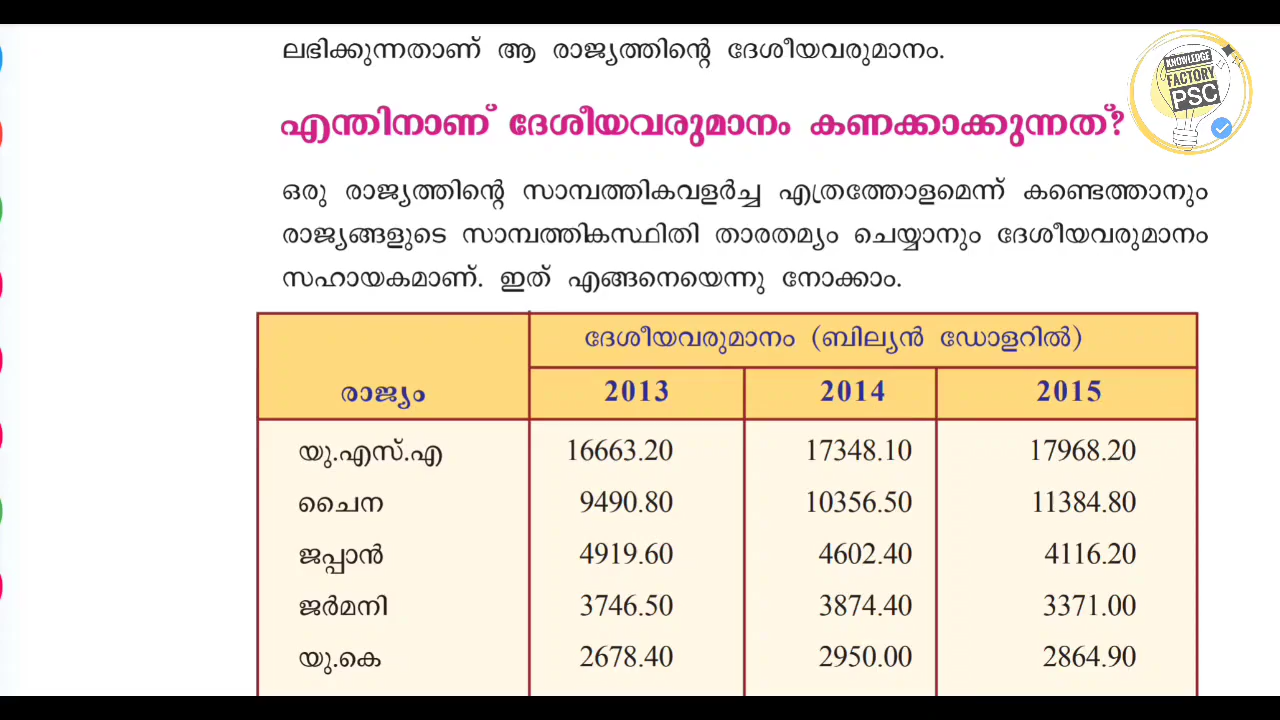 ലഭിക്കുന്നതാണ് ആ രാജ്യത്തിന്റെ ദേശീയവരുമാനം.
KNOWLEDGE
FACTORY
PSC
എന്തിനാണ് ദേശീയവരുമാനം കണക്കാക്കുന്നത്?
ഒരു രാജ്യത്തിന്റെ സാമ്പത്തികവളർച്ച എത്രത്തോളമെന്ന് കണ്ടെത്താനും
രാജ്യങ്ങളുടെ സാമ്പത്തികസ്ഥിതി താരതമ്യം ചെയ്യാനും ദേശീയവരുമാനം
സഹായകമാണ്. ഇത് എങ്ങനെയെന്നു നോക്കാം.
ദേശീയവരുമാനം (ബില്യൻ ഡോളറിൽ)
രാജ്യം 2013 2014 2015
യു.എസ്.എ 16663.20 17348.10 17968.20
ചൈന 9490.80 10356.50 11384.80
ജപ്പാൻ 4919.60 4602.40 4116.20
ജർമനി 3746.50 3874.40 3371.00
യു.കെ 2678.40 2950.00 2864.90